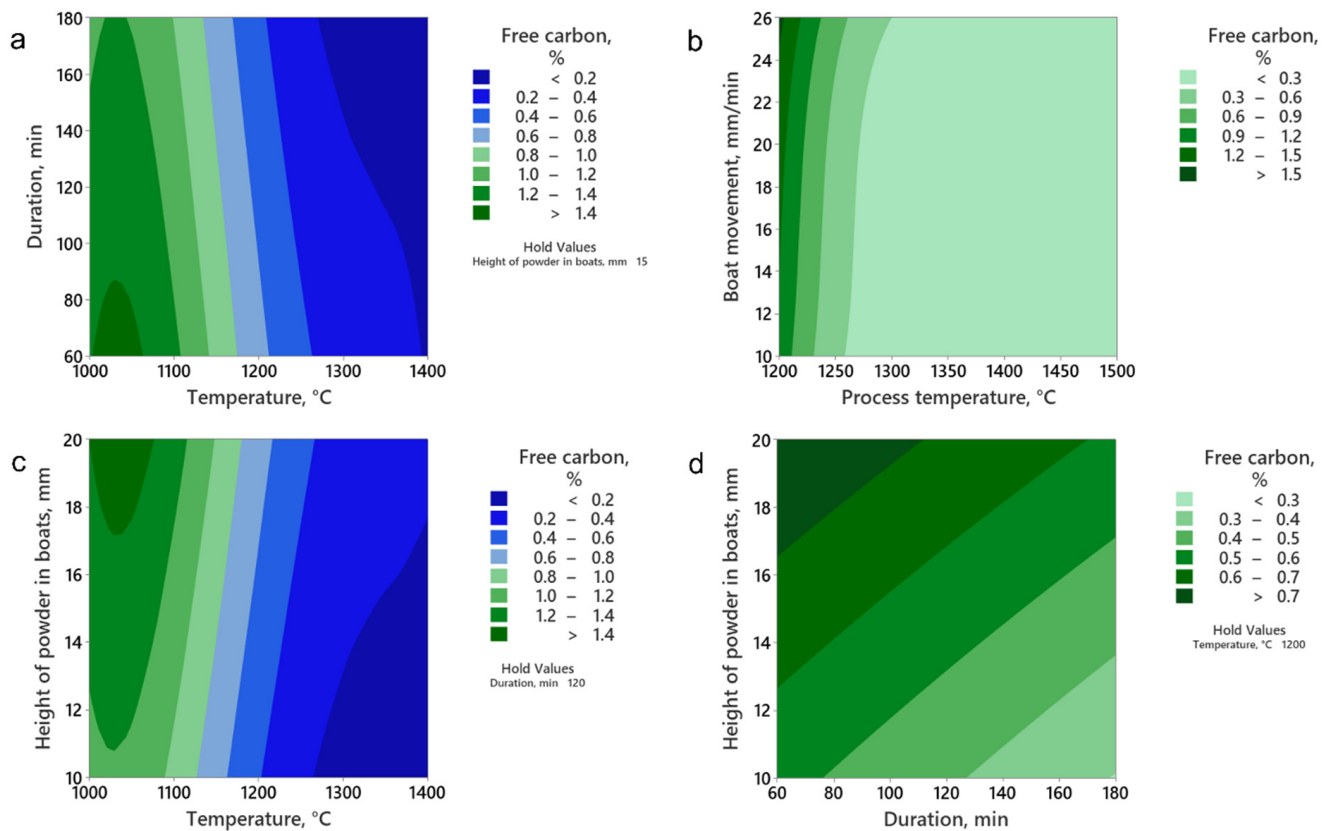 a
Duration, min
180
160
140
120
100
80
60
1000
1100
1200
1300
1400
Temperature, °C
Free carbon,
%
< 0.2
0.2 – 0.4
0.4 – 0.6
0.6 – 0.8
0.8 – 1.0
1.0 – 1.2
1.2 – 1.4
> 1.4
Hold Values
Height of powder in boats, mm 15
b
Boat movement, mm/min
26
24
22
20
18
16
14
12
10
1200
1250
1300
1350
1400
1450
1500
Process temperature, °C
Free carbon,
%
< 0.3
0.3 – 0.6
0.6 – 0.9
0.9 – 1.2
1.2 – 1.5
> 1.5
c
Height of powder in boats, mm
20
18
16
14
12
10
1000
1100
1200
1300
1400
Temperature, °C
Free carbon,
%
< 0.2
0.2 – 0.4
0.4 – 0.6
0.6 – 0.8
0.8 – 1.0
1.0 – 1.2
1.2 – 1.4
> 1.4
Hold Values
Duration, min 120
d
Height of powder in boats, mm
20
18
16
14
12
10
60
80
100
120
140
160
180
Duration, min
Free carbon,
%
< 0.3
0.3 – 0.4
0.4 – 0.5
0.5 – 0.6
0.6 – 0.7
> 0.7
Hold Values
Temperature, °C 1200